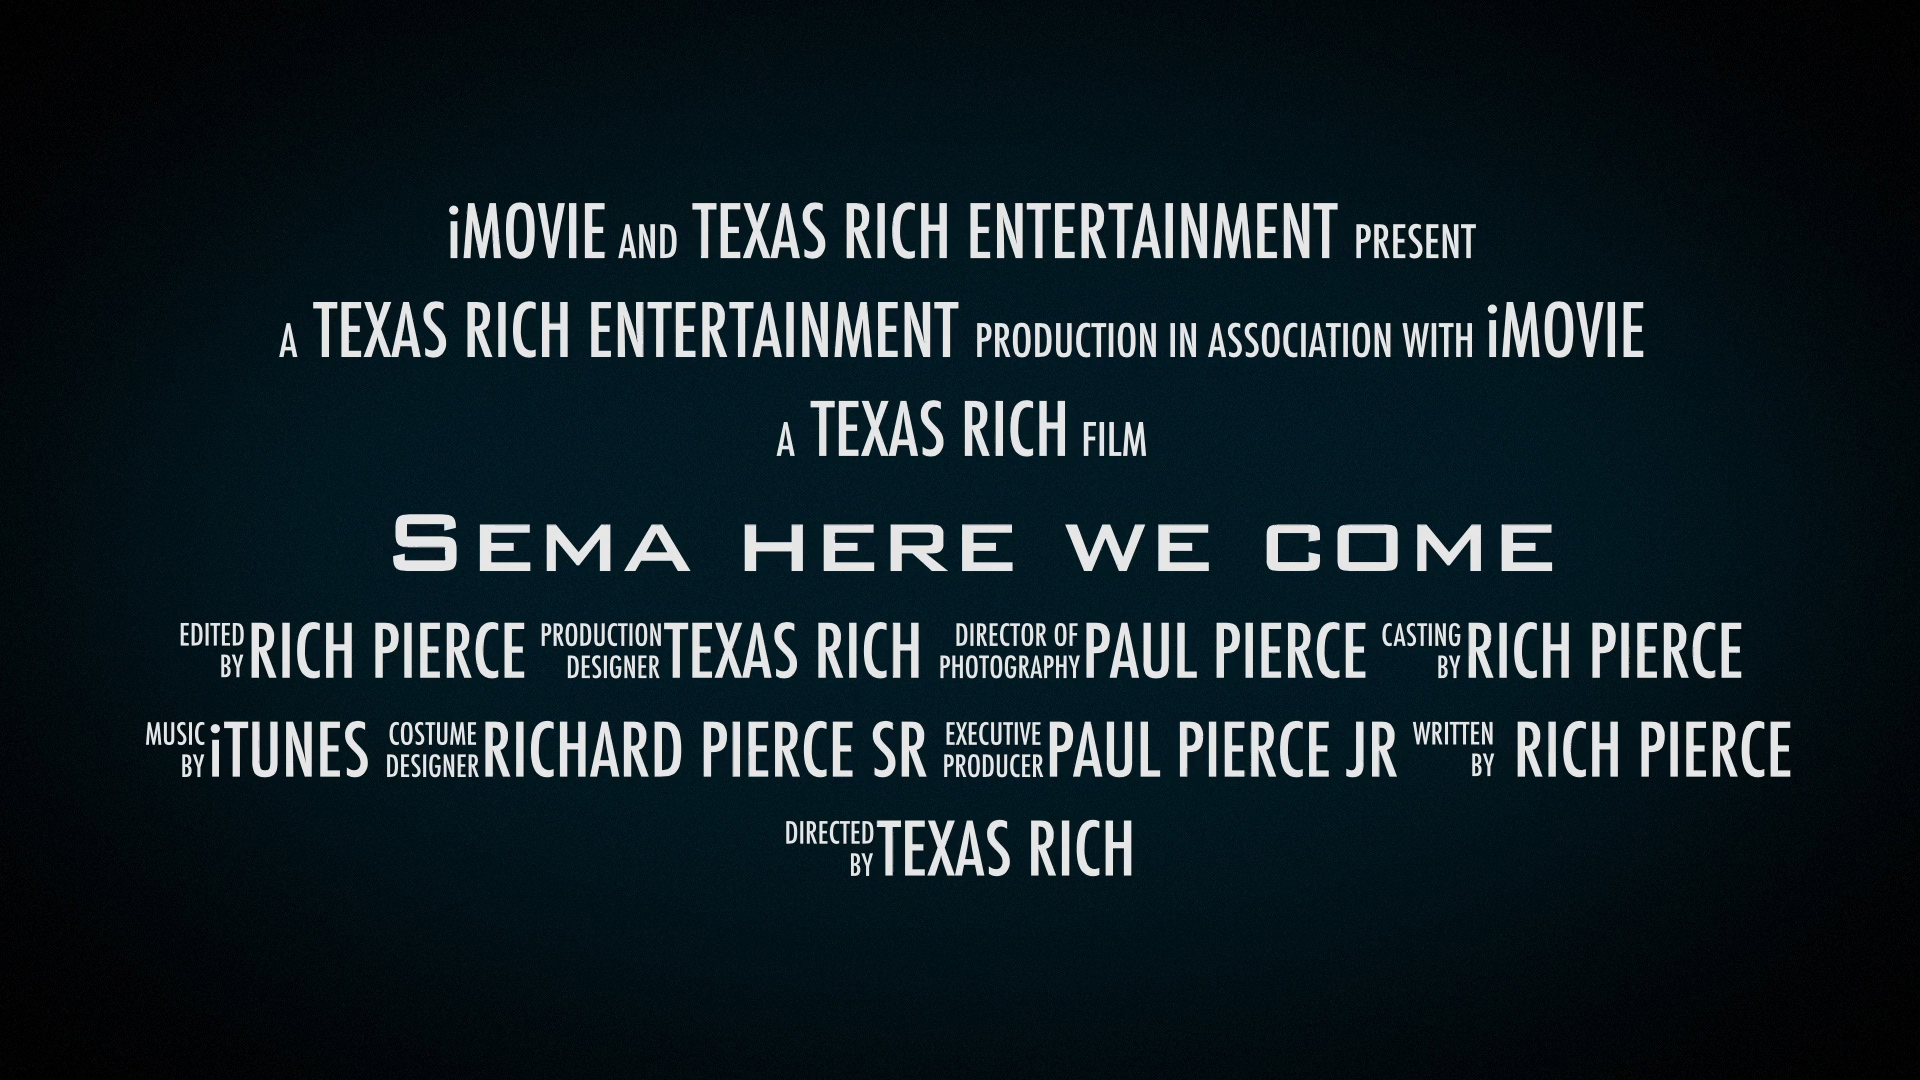 iMOVIE AND TEXAS RICH ENTERTAINMENT PRESENT
A TEXAS RICH ENTERTAINMENT PRODUCTION IN ASSOCIATION WITH iMOVIE
A TEXAS RICH FILM
SEMA HERE WE COME
EDITED BY RICH PIERCE PRODUCTION DESIGNER TEXAS RICH DIRECTOR OF PHOTOGRAPHY PAUL PIERCE CASTING BY RICH PIERCE
MUSIC BY iTUNES COSTUME DESIGNER RICHARD PIERCE SR EXECUTIVE PRODUCER PAUL PIERCE JR WRITTEN BY RICH PIERCE
DIRECTED BY TEXAS RICH